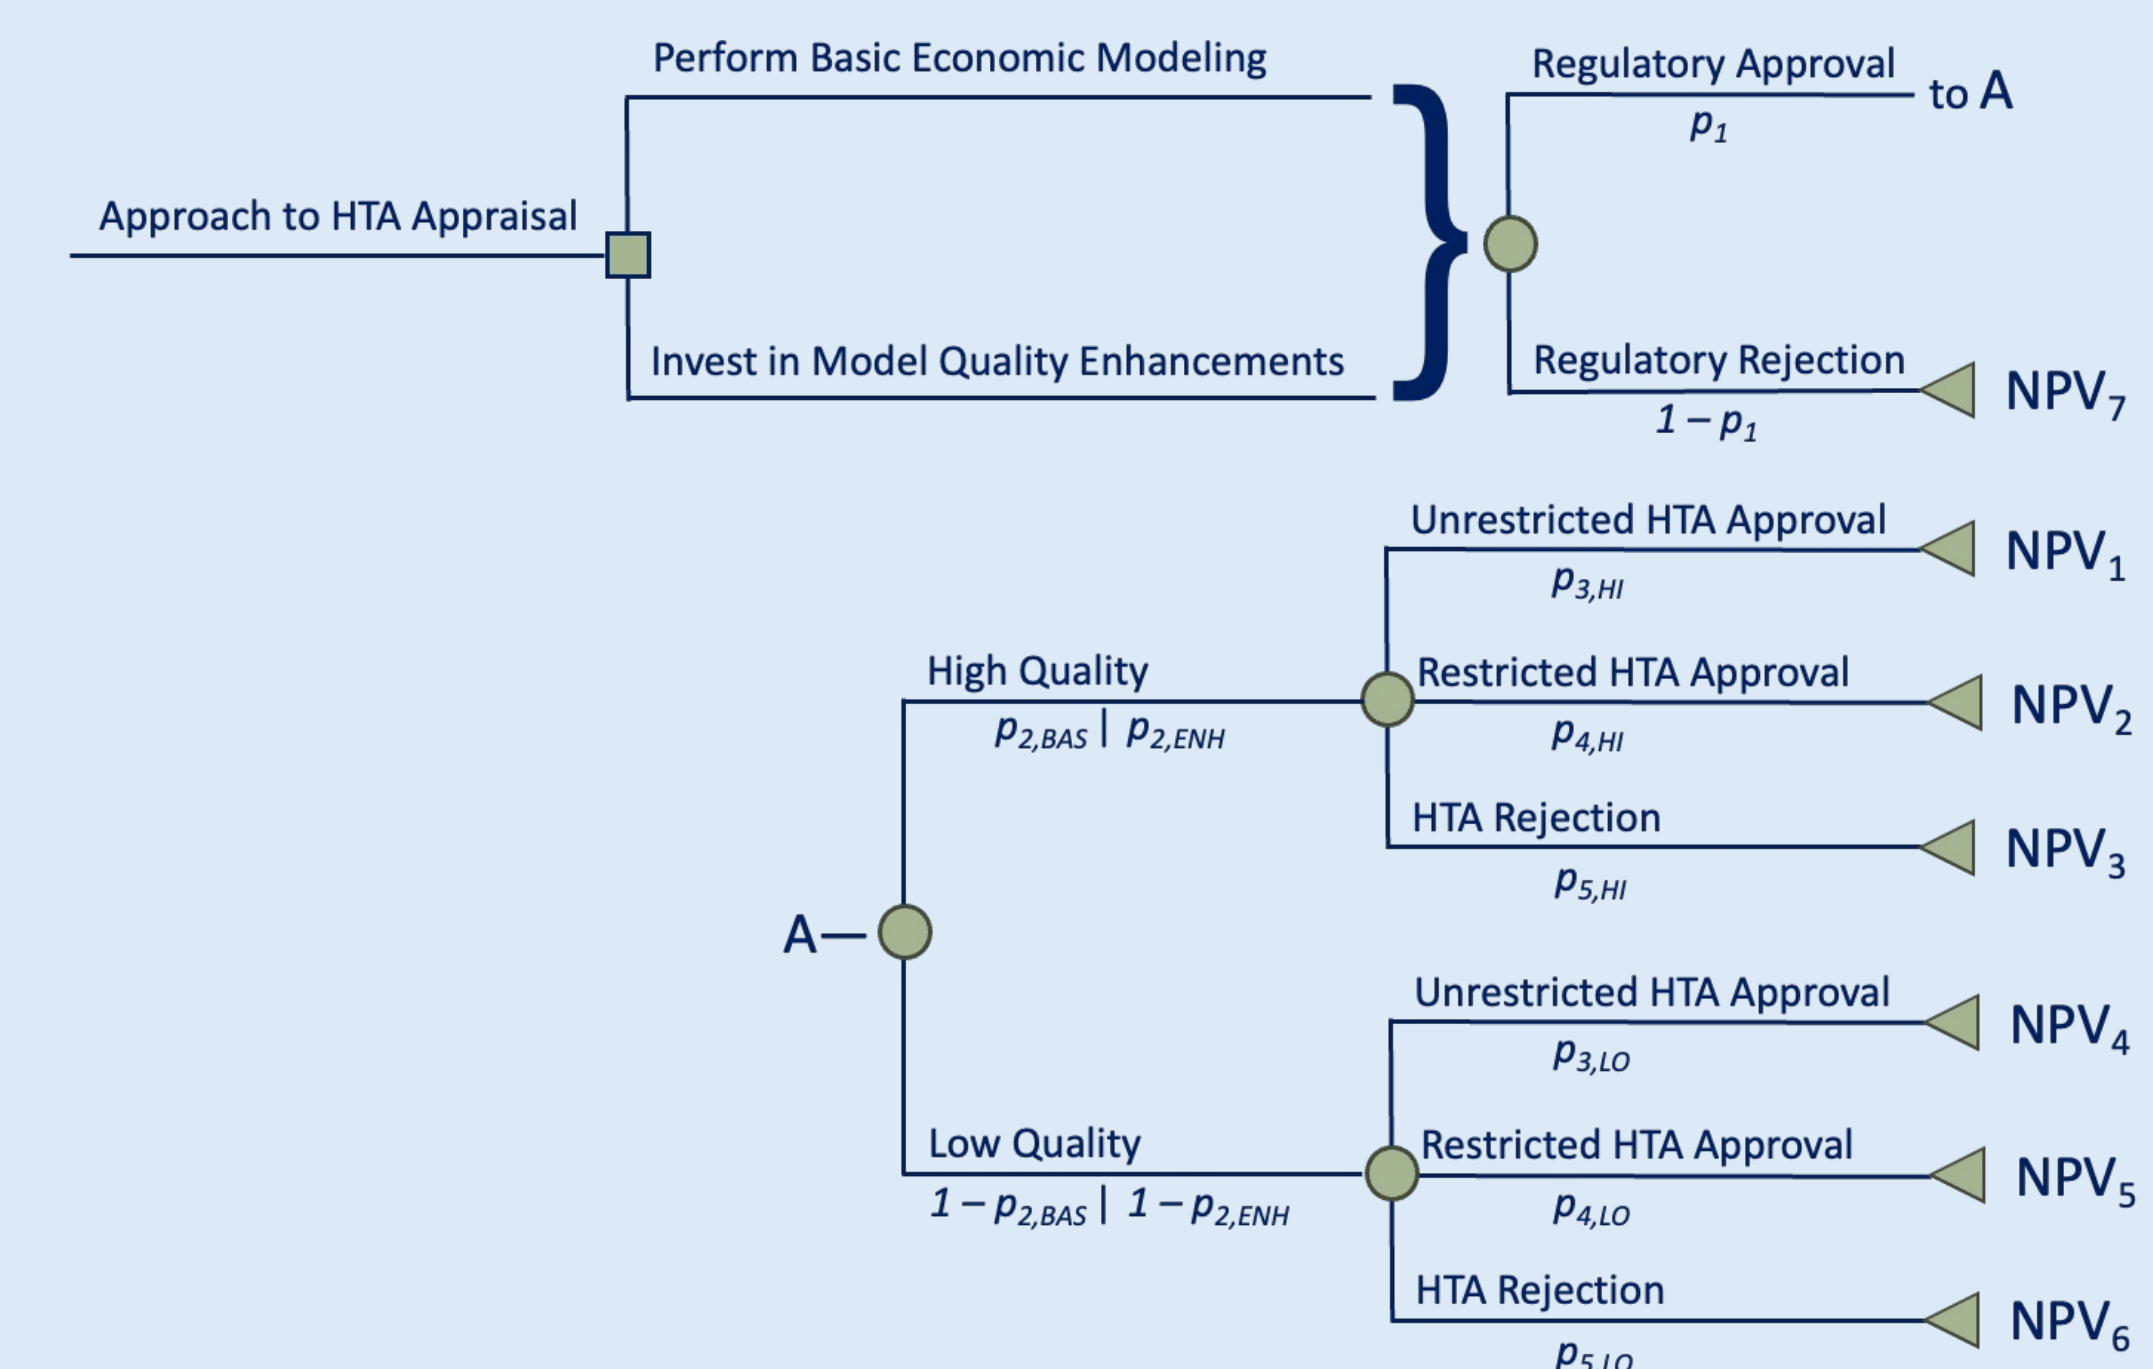 Perform Basic Economic Modeling
Approach to HTA Appraisal
Invest in Model Quality Enhancements
Regulatory Approval
p1
to A
Regulatory Rejection
1 – p1
NPV7
A
High Quality
p2,BAS | p2,ENH
Unrestricted HTA Approval
p3,HI
NPV1
Restricted HTA Approval
p4,HI
NPV2
HTA Rejection
p5,HI
NPV3
Low Quality
1 – p2,BAS | 1 – p2,ENH
Unrestricted HTA Approval
p3,LO
NPV4
Restricted HTA Approval
p4,LO
NPV5
HTA Rejection
p5,LO
NPV6